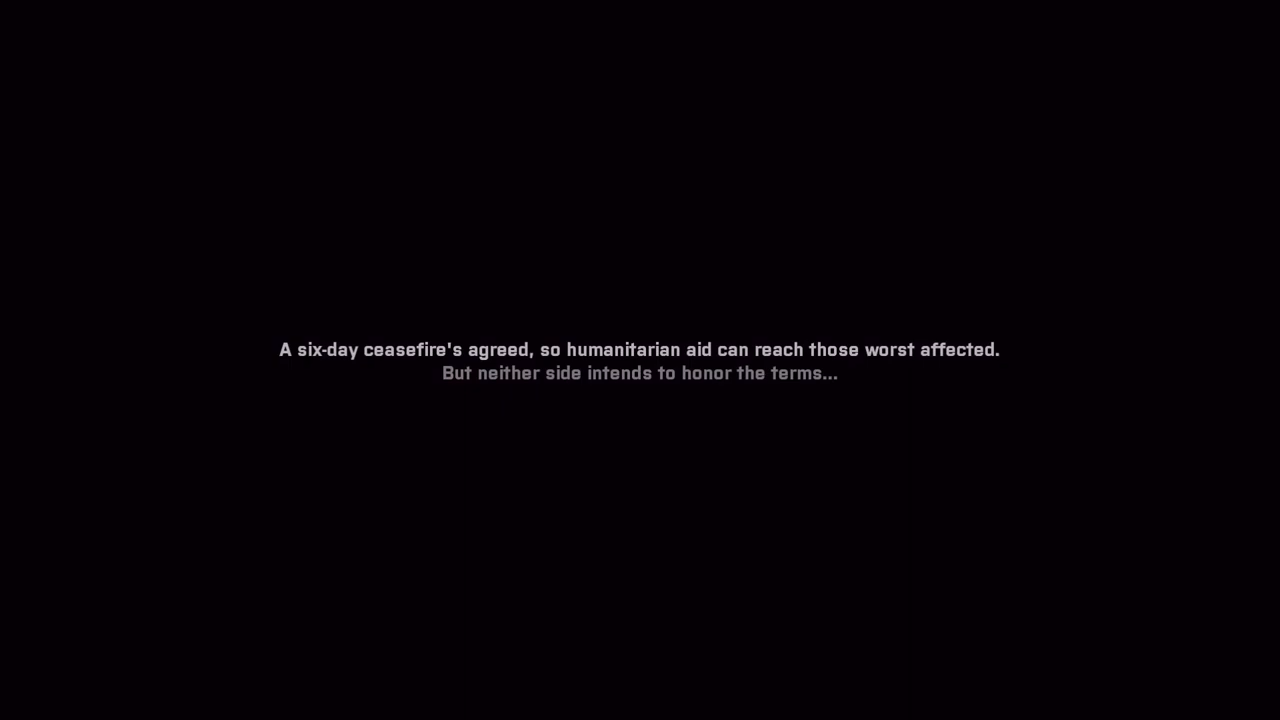 A six-day ceasefire's agreed, so humanitarian aid can reach those worst affected.
But neither side intends to honor the terms...